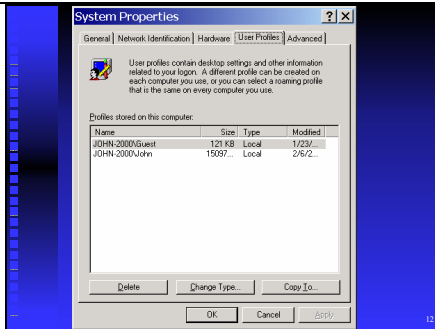 System Properties
General Network Identification Hardware User Profiles Advanced
User profiles contain desktop settings and other information
related to your logon. A different profile can be created on
each computer you use, or you can select a roaming profile
that is the same on every computer you use.
Profiles stored on this computer:
Name Size Type Modified
JOHN-2000\Guest 121 KB Local 1/23/...
JOHN-2000\John 15097... Local 2/6/2...
Delete Change Type... Copy To...
OK Cancel Apply
12